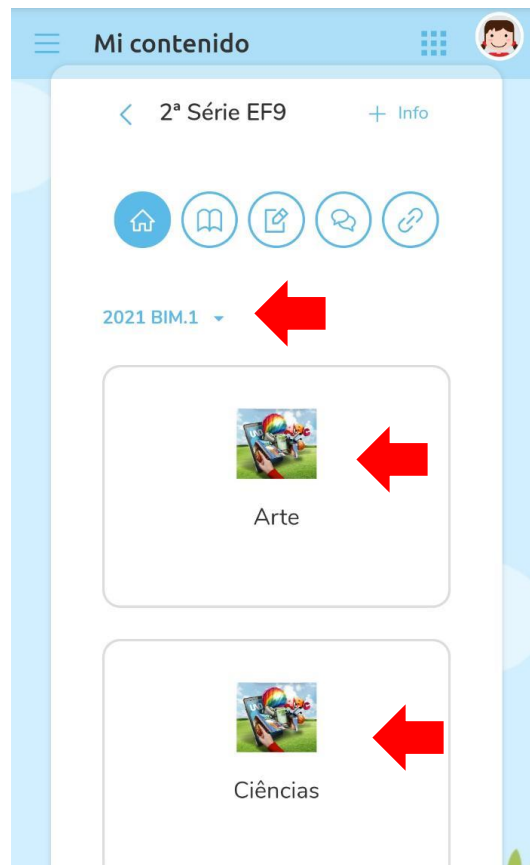 Mi contenido
2ª Série EF9
+ Info
2021 BIM.1
Arte
Ciências